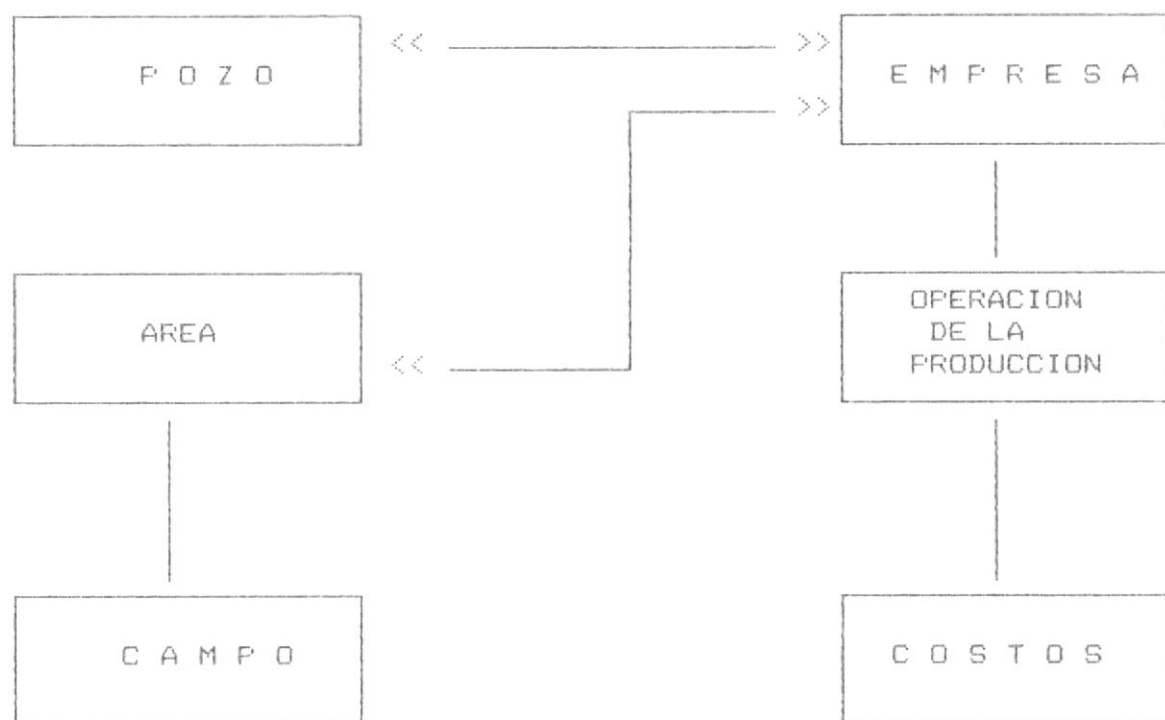 P O Z O
<< >>
E M P R E S A
>>
AREA
<<
OPERACION
DE LA
PRODUCCION
C A M P O
C O S T O S